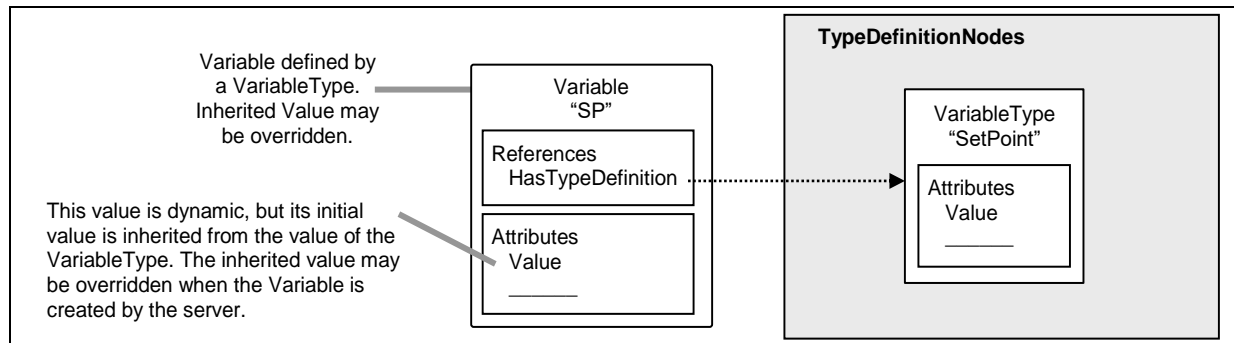 Variable defined by
a VariableType.
Inherited Value may
be overridden.
This value is dynamic, but its initial
value is inherited from the value of the
VariableType. The inherited value may
be overridden when the Variable is
created by the server.
Variable
“SP”
References
HasTypeDefinition
Attributes
Value
TypeDefinitionNodes
VariableType
“SetPoint”
Attributes
Value